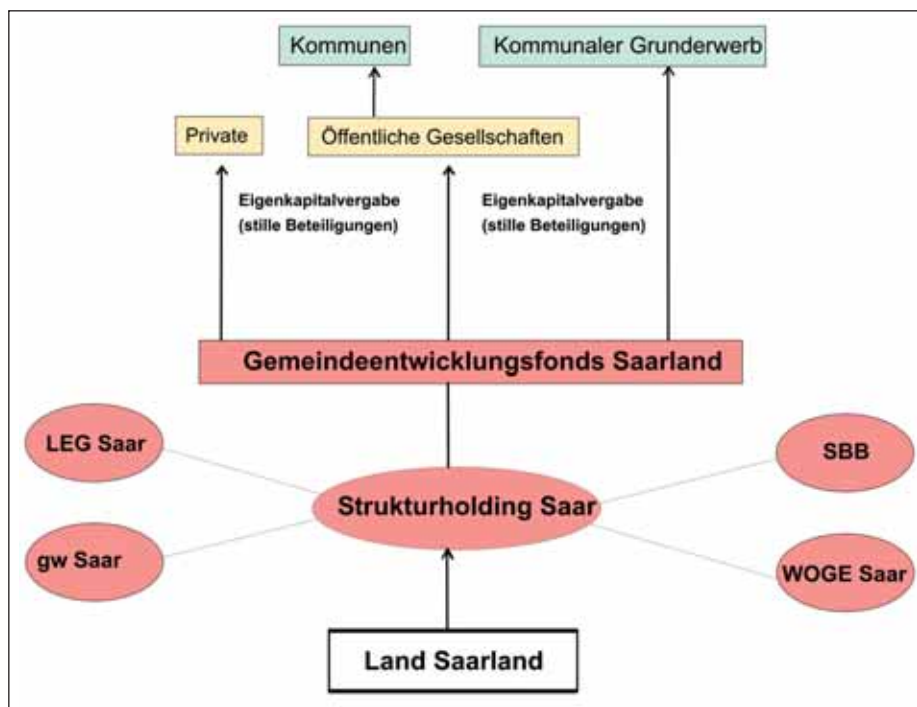 Kommunen
Kommunaler Grunderwerb
Private
Öffentliche Gesellschaften
Eigenkapitalvergabe
(stille Beteiligungen)
Eigenkapitalvergabe
(stille Beteiligungen)
Gemeindeentwicklungsfonds Saarland
LEG Saar
SBB
Strukturholding Saar
gw Saar
WOGE Saar
Land Saarland